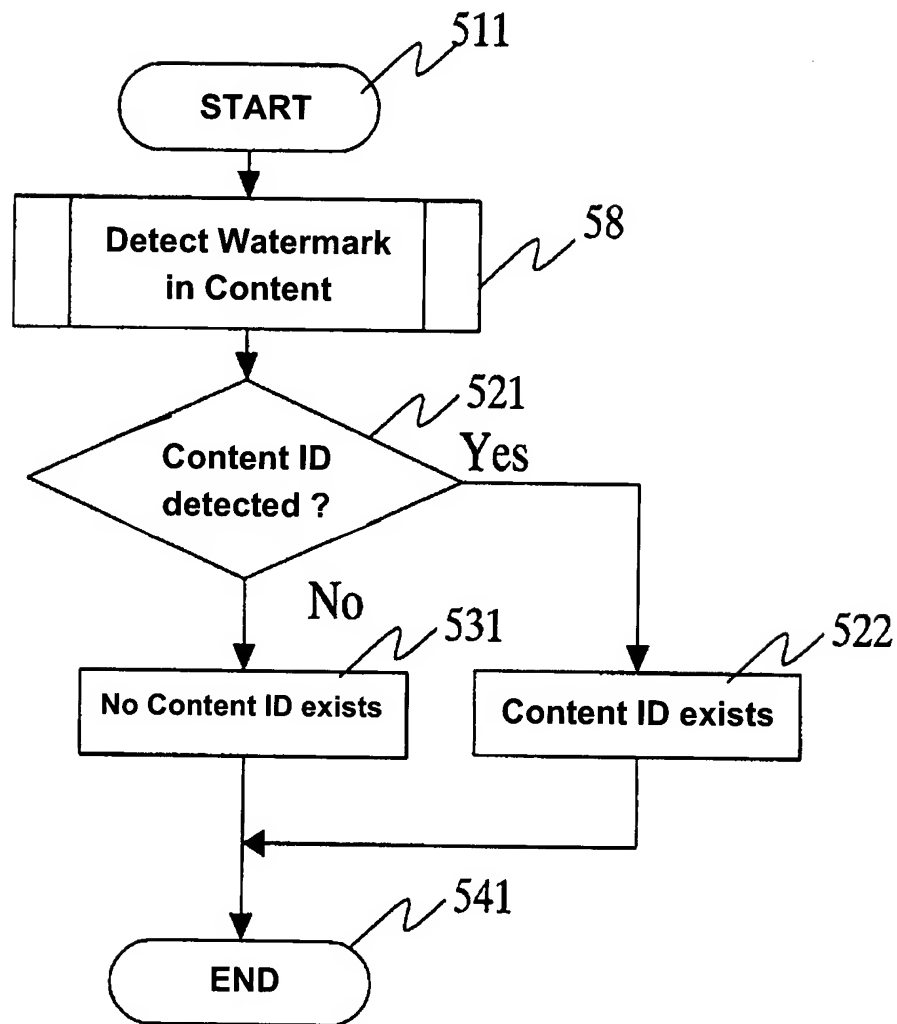 511
START
Detect Watermark
in Content
58
521
Content ID
detected ?
Yes
No
531
522
No Content ID exists
Content ID exists
541
END